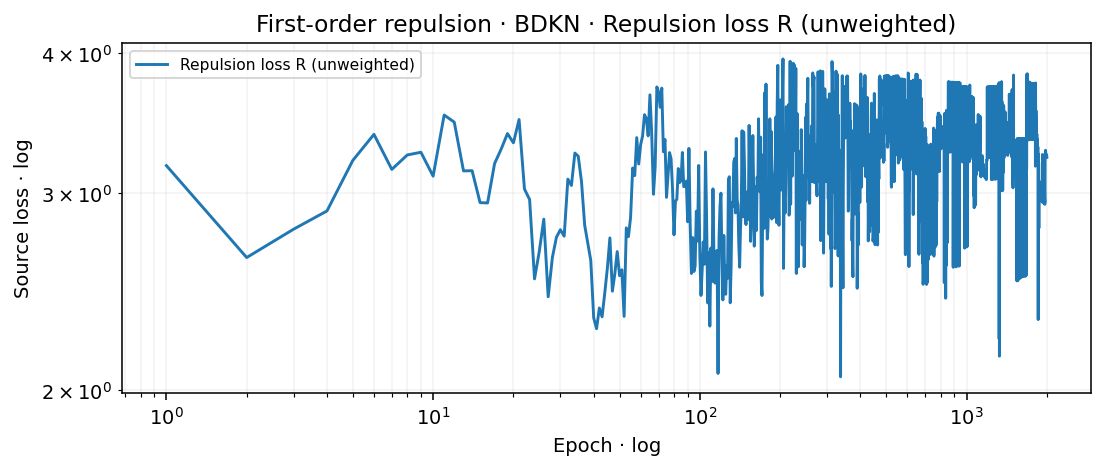 First-order repulsion · BDKN · Repulsion loss R (unweighted)
Repulsion loss R (unweighted)
Source loss · log
4 × 10⁰
3 × 10⁰
2 × 10⁰
10⁰ 10¹ 10² 10³
Epoch · log